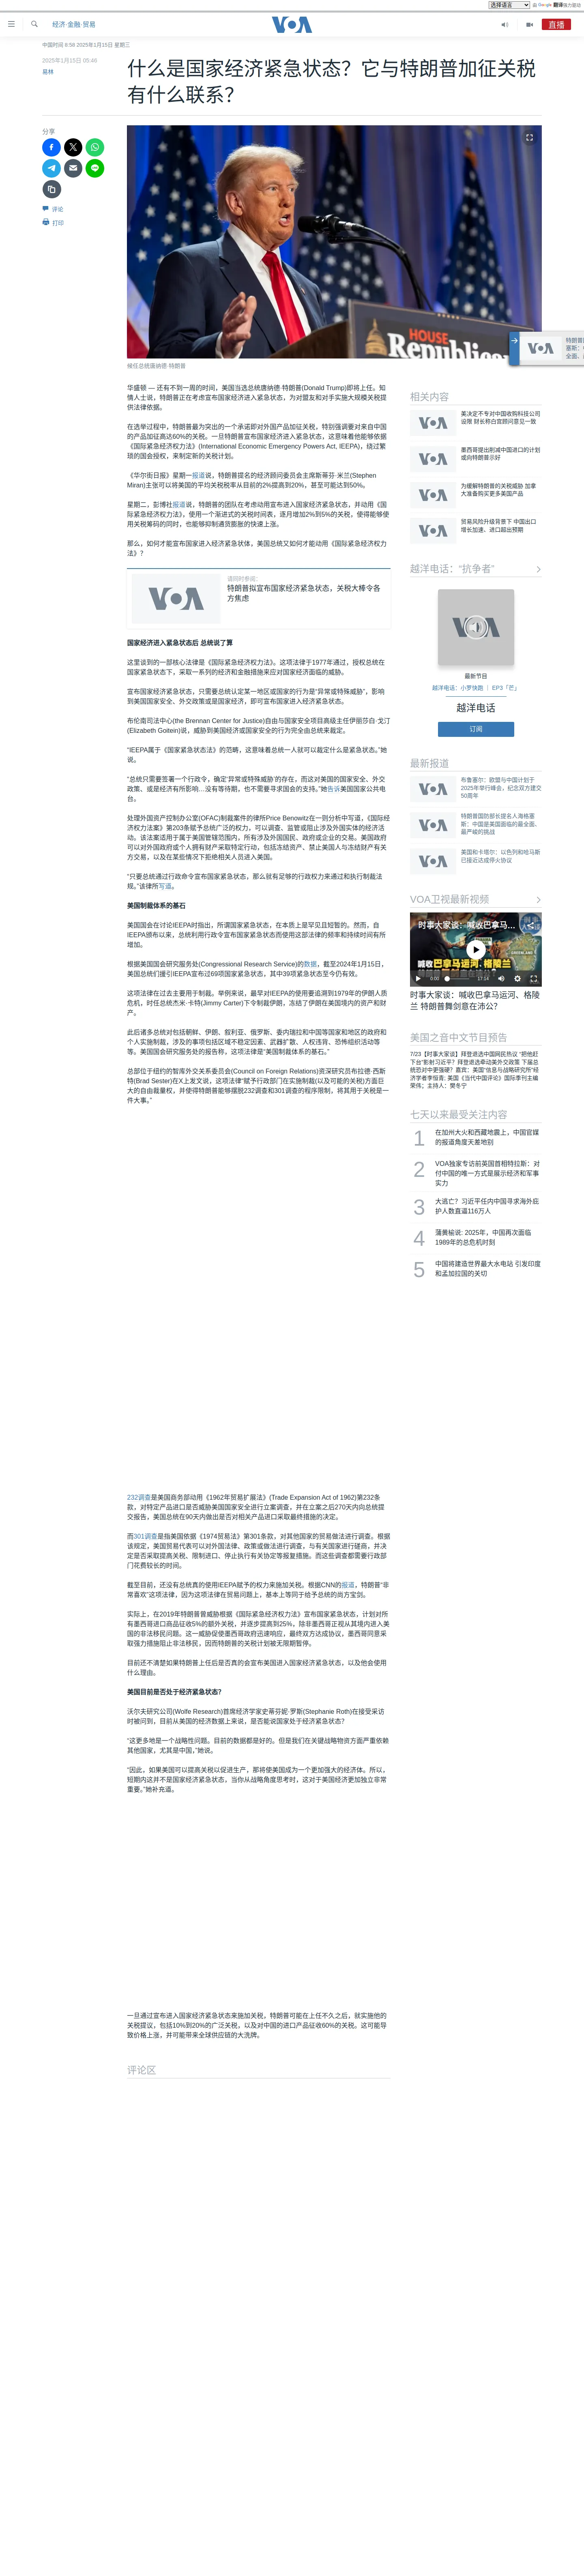 选择语言
由 Google 翻译强力驱动
经济·金融·贸易
VOA
直播
中国时间 8:58 2025年1月15日 星期三
2025年1月15日 05:46
什么是国家经济紧急状态？它与特朗普加征关税
有什么联系？
分享
评论
打印
HOUSE
Republicans
候任总统唐纳德·特朗普
华盛顿 — 还有不到一周的时间，美国当选总统唐纳德·特朗普(Donald Trump)即将上任。知
情人士说，特朗普正在考虑宣布美国进入国家经济紧急状态，为对盟友和对手实施大规模关税提
供法律依据。
在选举过程中，特朗普最为突出的一个承诺即对外国产品加征关税，特别强调要对来自中国
的产品加征高达60%的关税。一旦特朗普宣布国家经济进入紧急状态，这意味着他能够依据
《国际紧急经济权力法》(International Economic Emergency Powers Act, IEEPA)，绕过繁
琐的国会授权，来制定新的关税计划。
《华尔街日报》星期一报道说，特朗普提名的经济顾问委员会主席斯蒂芬·米兰(Stephen
Miran)主张可以将美国的平均关税税率从目前的2%提高到20%，甚至可能达到50%。
星期二，彭博社报道说，特朗普的团队在考虑动用宣布进入国家经济紧急状态，并动用《国
际紧急经济权力法》，使用一个渐进式的关税时间表，逐月增加2%到5%的关税，使得能够使
用关税筹码的同时，也能够抑制通货膨胀的快速上涨。
那么，如何才能宣布国家进入经济紧急状态，美国总统又如何才能动用《国际紧急经济权力
法》？
请同时参阅：
特朗普拟宣布国家经济紧急状态，关税大棒令各
方焦虑
国家经济进入紧急状态后 总统说了算
这里谈到的一部核心法律是《国际紧急经济权力法》。这项法律于1977年通过，授权总统在
国家紧急状态下，采取一系列的经济和金融措施来应对国家经济面临的威胁。
宣布国家经济紧急状态，只需要总统认定某一地区或国家的行为是“异常或特殊威胁”，影响
到美国国家安全、外交政策或是国家经济，即可宣布国家进入经济紧急状态。
布伦南司法中心(the Brennan Center for Justice)自由与国家安全项目高级主任伊丽莎白·戈汀
(Elizabeth Goitein)说，威胁到美国经济或国家安全的行为完全由总统来裁定。
“IEEPA属于《国家紧急状态法》的范畴，这意味着总统一人就可以裁定什么是紧急状态。”她
说。
“总统只需要签署一个行政令，确定‘异常或特殊威胁’的存在，而这对美国的国家安全、外交
政策、或是经济有所影响…没有等待期，也不需要寻求国会的支持。”她告诉美国国家公共电
台。
处理外国资产控制办公室(OFAC)制裁案件的律所Price Benowitz在一则分析中写道，《国际经
济权力法案》第203条赋予总统广泛的权力，可以调查、监管或阻止涉及外国实体的经济活
动。该法案适用于属于美国管辖范围内，所有涉及外国国民、政府或企业的交易。美国政府
可以对外国政府或个人拥有财产采取特定行动，包括冻结资产、禁止美国人与冻结财产有关
方交易，以及在某些情况下拒绝相关人员进入美国。
“只要总统通过行政命令宣布国家紧急状态，那么就有足够的行政权力来通过和执行制裁法
规。”该律所写道。
美国制裁体系的基石
美国国会在讨论IEEPA时指出，所谓国家紧急状态，在本质上是罕见且短暂的。然而，自
IEEPA颁布以来，总统利用行政令宣布国家紧急状态而使用这部法律的频率和持续时间有所
增加。
根据美国国会研究服务处(Congressional Research Service)的数据，截至2024年1月15日，
美国总统们援引IEEPA宣布过69项国家紧急状态，其中39项紧急状态至今仍有效。
这项法律在过去主要用于制裁。举例来说，最早对IEEPA的使用要追溯到1979年的伊朗人质
危机，时任总统杰米·卡特(Jimmy Carter)下令制裁伊朗，冻结了伊朗在美国境内的资产和财
产。
此后诸多总统对包括朝鲜、伊朗、叙利亚、俄罗斯、委内瑞拉和中国等国家和地区的政府和
个人实施制裁，涉及的事项包括区域不稳定因素、武器扩散、人权违背、恐怖组织活动等
等。美国国会研究服务处的报告称，这项法律是“美国制裁体系的基石。”
总部位于纽约的智库外交关系委员会(Council on Foreign Relations)资深研究员布拉德·西斯
特(Brad Sester)在X上发文说，这项法律“赋予行政部门在实施制裁(以及可能的关税)方面巨
大的自由裁量权，并使得特朗普能够摆脱232调查和301调查的程序限制，将其用于关税是一
件大事。”
232调查是美国商务部动用《1962年贸易扩展法》(Trade Expansion Act of 1962)第232条
款，对特定产品进口是否威胁美国国家安全进行立案调查，并在立案之后270天内向总统提
交报告，美国总统在90天内做出是否对相关产品进口采取最终措施的决定。
而301调查是指美国依据《1974贸易法》第301条款，对其他国家的贸易做法进行调查。根据
该规定，美国贸易代表可以对外国法律、政策或做法进行调查，与有关国家进行磋商，并决
定是否采取提高关税、限制进口、停止执行有关协定等报复措施。而这些调查都需要行政部
门花费较长的时间。
截至目前，还没有总统真的使用IEEPA赋予的权力来施加关税。根据CNN的报道，特朗普“非
常喜欢”这项法律，因为这项法律在贸易问题上，基本上等同于给予总统的尚方宝剑。
实际上，在2019年特朗普曾威胁根据《国际紧急经济权力法》宣布国家紧急状态，计划对所
有墨西哥进口商品征收5%的额外关税，并逐步提高到25%，除非墨西哥正视从其境内进入美
国的非法移民问题。这一威胁促使墨西哥政府迅速响应，最终双方达成协议，墨西哥同意采
取强力措施阻止非法移民，因而特朗普的关税计划被无限期暂停。
目前还不清楚如果特朗普上任后是否真的会宣布美国进入国家经济紧急状态，以及他会使用
什么理由。
美国目前是否处于经济紧急状态？
沃尔夫研究公司(Wolfe Research)首席经济学家史蒂芬妮·罗斯(Stephanie Roth)在接受采访
时被问到，目前从美国的经济数据上来说，是否能说国家处于经济紧急状态？
“这更多地是一个战略性问题。目前的数据都是好的。但是我们在关键战略物资方面严重依赖
其他国家，尤其是中国，”她说。
“因此，如果美国可以提高关税以促进生产，那将使美国成为一个更加强大的经济体。所以，
短期内这并不是国家经济紧急状态，当你从战略角度思考时，这对于美国经济更加独立非常
重要。”她补充道。
一旦通过宣布进入国家经济紧急状态来施加关税，特朗普可能在上任不久之后，就实施他的
关税提议，包括10%到20%的广泛关税，以及对中国的进口产品征收60%的关税。这可能导
致价格上涨，并可能带来全球供应链的大洗牌。
评论区
相关内容
美决定不专对中国收购科技公司
设限 财长称白宫顾问意见一致
墨西哥提出削减中国进口的计划
或向特朗普示好
为缓解特朗普的关税威胁 加拿
大准备购买更多美国产品
贸易风险升级背景下 中国出口
增长加速、进口超出预期
越洋电话：“抗争者”
最新节目
越洋电话：小罗快跑 ｜ EP3「芒」
越洋电话
订阅
最新报道
布鲁塞尔：欧盟与中国计划于
2025年举行峰会，纪念双方建交
50周年
特朗普国防部长提名人海格塞
斯：中国是美国面临的最全面、
最严峻的挑战
美国和卡塔尔：以色列和哈马斯
已接近达成停火协议
VOA卫视最新视频
时事大家谈：喊收巴拿马…
喊收巴拿马运河·格陵兰
0:00
17:14
时事大家谈：喊收巴拿马运河、格陵
兰 特朗普舞剑意在沛公?
美国之音中文节目预告
7/23【时事大家谈】拜登退选中国网民热议 “把他赶
下台”影射习近平？拜登退选牵动美外交政策 下届总
统恐对中更强硬？嘉宾：美国“信息与战略研究所”经
济学者李恒青; 美国《当代中国评论》国际季刊主编
荣伟；主持人：樊冬宁
七天以来最受关注内容
1
在加州大火和西藏地震上，中国官媒
的报道角度天差地别
2
VOA独家专访前英国首相特拉斯：对
付中国的唯一方式是展示经济和军事
实力
3
大逃亡？习近平任内中国寻求海外庇
护人数直逼116万人
4
蒲黄榆说: 2025年，中国再次面临
1989年的总危机时刻
5
中国将建造世界最大水电站 引发印度
和孟加拉国的关切